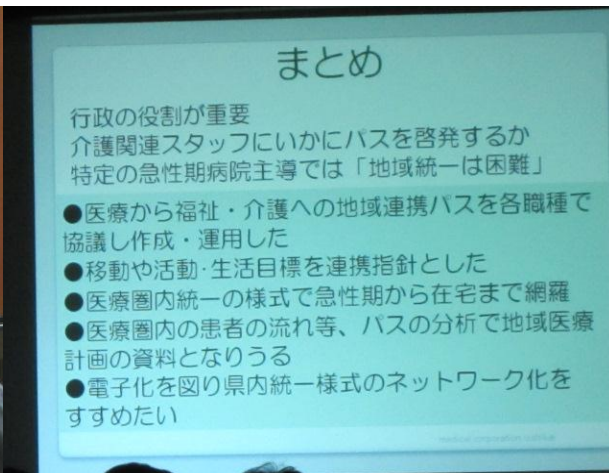 まとめ
行政の役割が重要
介護関連スタッフにいかにパスを啓発するか
特定の急性期病院主導では「地域統一は困難」
●医療から福祉・介護への地域連携パスを各職種で
協議し作成・運用した
●移動や活動・生活目標を連携指針とした
●医療圏内統一の様式で急性期から在宅まで網羅
●医療圏内の患者の流れ等、パスの分析で地域医療
計画の資料となりうる
●電子化を図り県内統一様式のネットワーク化を
すすめたい
medical corporation